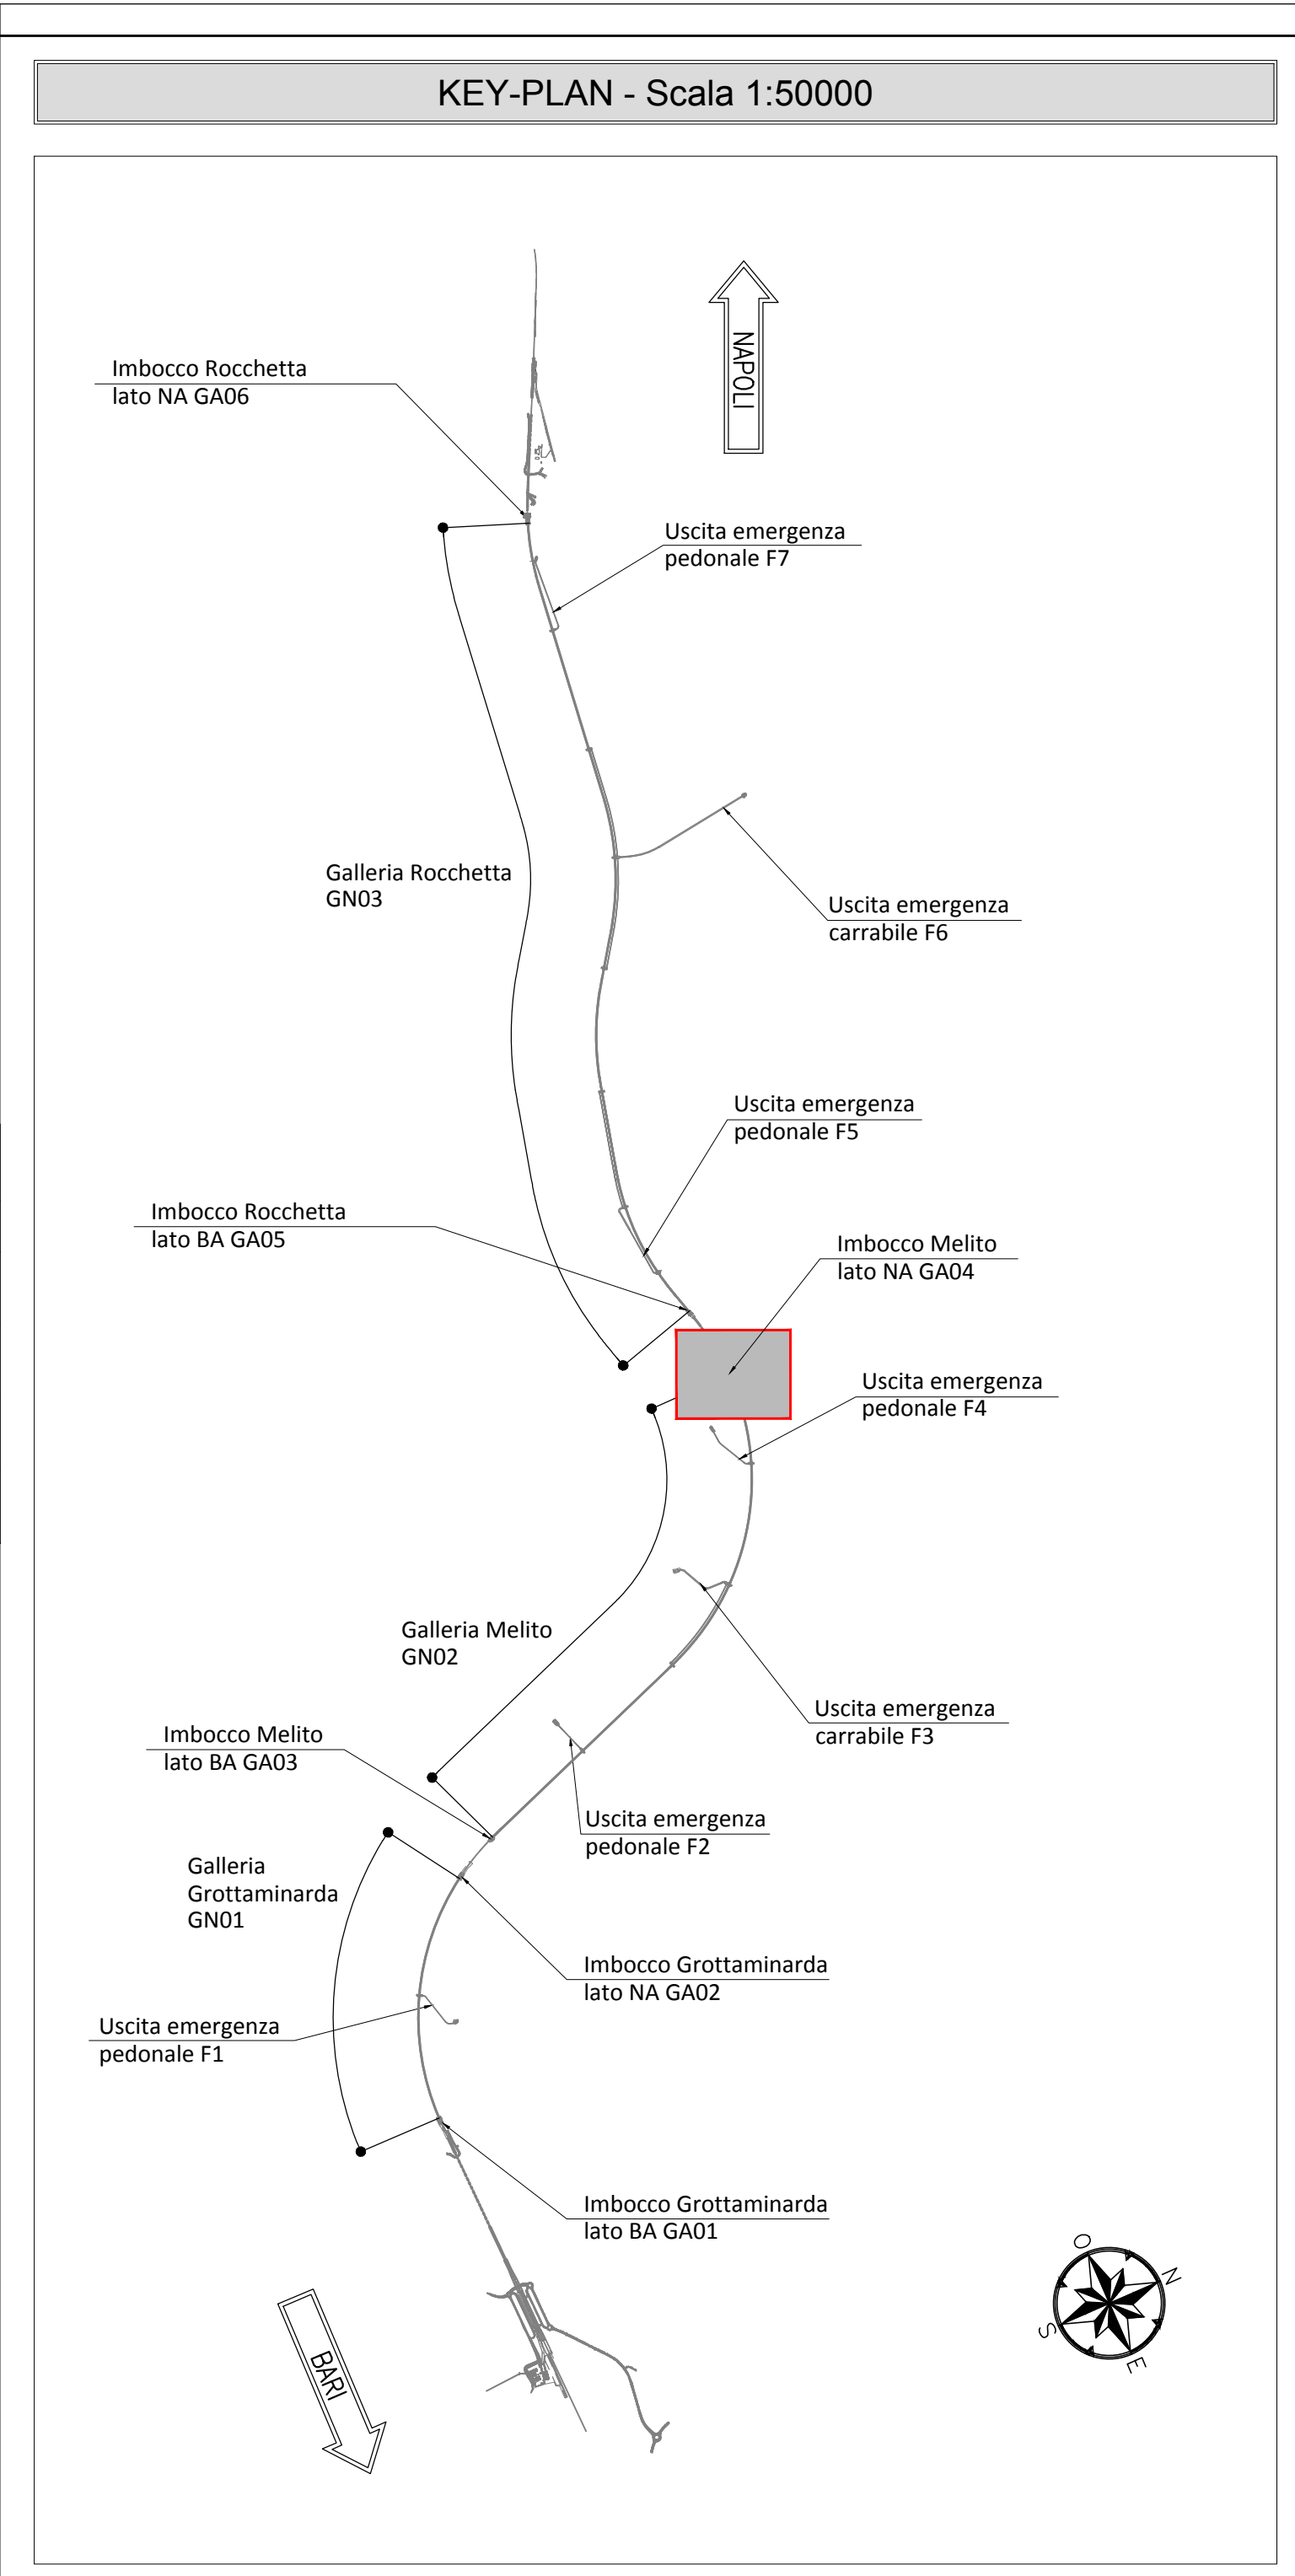 KEY-PLAN - Scala 1:50000
NAPOLI
Imbocco Rocchetta
lato NA GA06
Uscita emergenza
pedonale F7
Galleria Rocchetta
GN03
Uscita emergenza
carrabile F6
Uscita emergenza
pedonale F5
Imbocco Rocchetta
lato BA GA05
Imbocco Melito
lato NA GA04
Uscita emergenza
pedonale F4
Galleria Melito
GN02
Uscita emergenza
carrabile F3
Imbocco Melito
lato BA GA03
Uscita emergenza
pedonale F2
Galleria
Grottaminarda
GN01
Imbocco Grottaminarda
lato NA GA02
Uscita emergenza
pedonale F1
Imbocco Grottaminarda
lato BA GA01
BARI
O
N
S
E